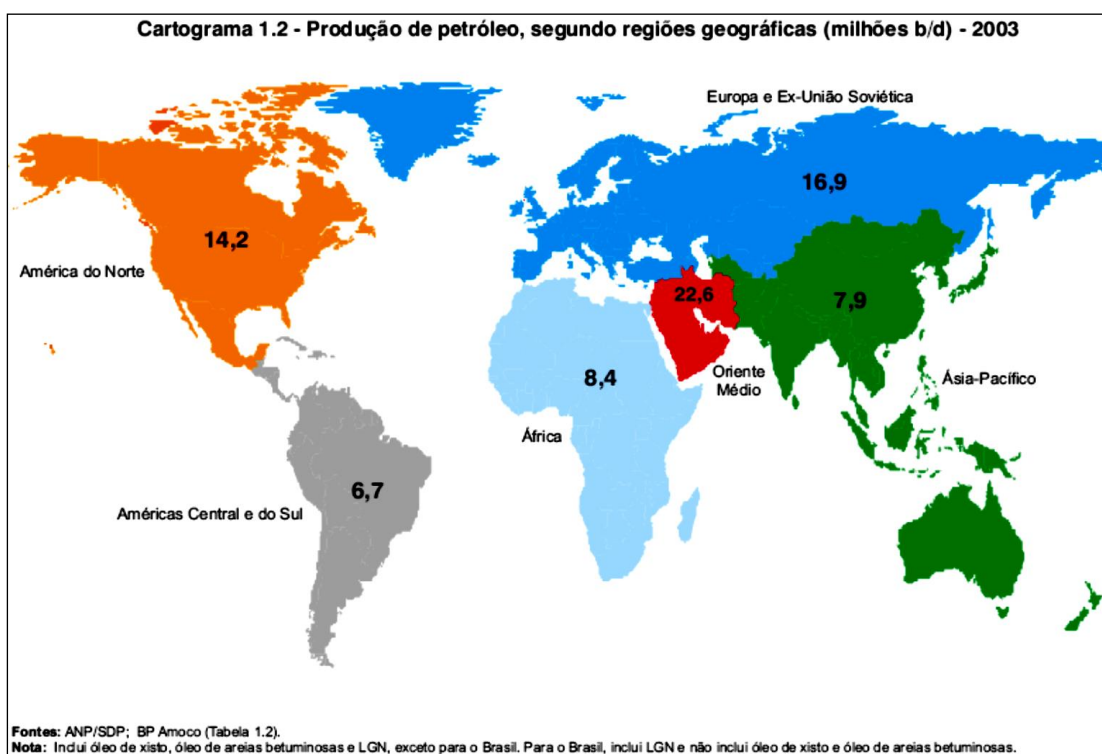 Cartograma 1.2 - Produção de petróleo, segundo regiões geográficas (milhões b/d) - 2003
Europa e Ex-União Soviética
16,9
14,2
América do Norte
22,6
7,9
Oriente
Médio
8,4
Ásia-Pacífico
África
6,7
Américas Central e do Sul
Fontes: ANP/SDP; BP Amoco (Tabela 1.2).
Nota: Inclui óleo de xisto, óleo de areias betuminosas e LGN, exceto para o Brasil. Para o Brasil, inclui LGN e não inclui óleo de xisto e óleo de areias betuminosas.